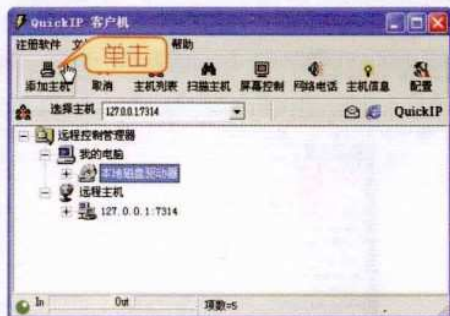 QuickIP 客户机
注册软件 文 帮助
单击
添加主机 取消 主机列表 扫描主机 屏幕控制 网络电话 主机信息 配置
选择主机 127.0.0.1:7314 QuickIP
远程控制管理器
我的电脑
本地磁盘驱动器
远程主机
127.0.0.1:7314
In Out 项数=5